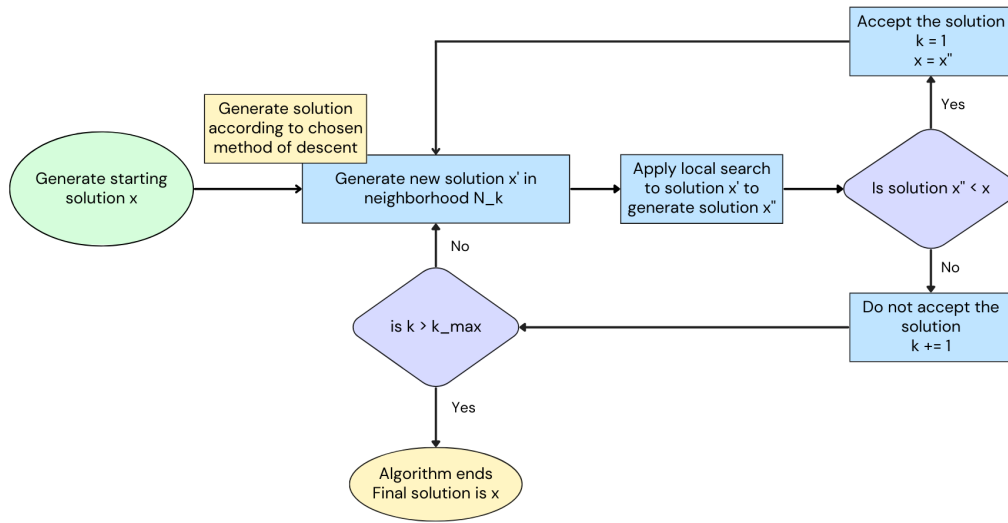 Accept the solution
k = 1
x = x"
Yes
Generate solution
according to chosen
method of descent
Generate starting
solution x
Generate new solution x' in
neighborhood N_k
Apply local search
to solution x' to
generate solution x"
Is solution x" < x
No
No
Do not accept the
solution
k += 1
is k > k_max
Yes
Algorithm ends
Final solution is x